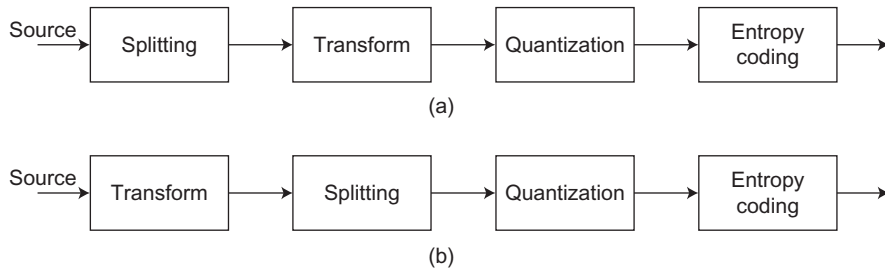 Source
Splitting
Transform
Quantization
Entropy
coding
(a)
Source
Transform
Splitting
Quantization
Entropy
coding
(b)